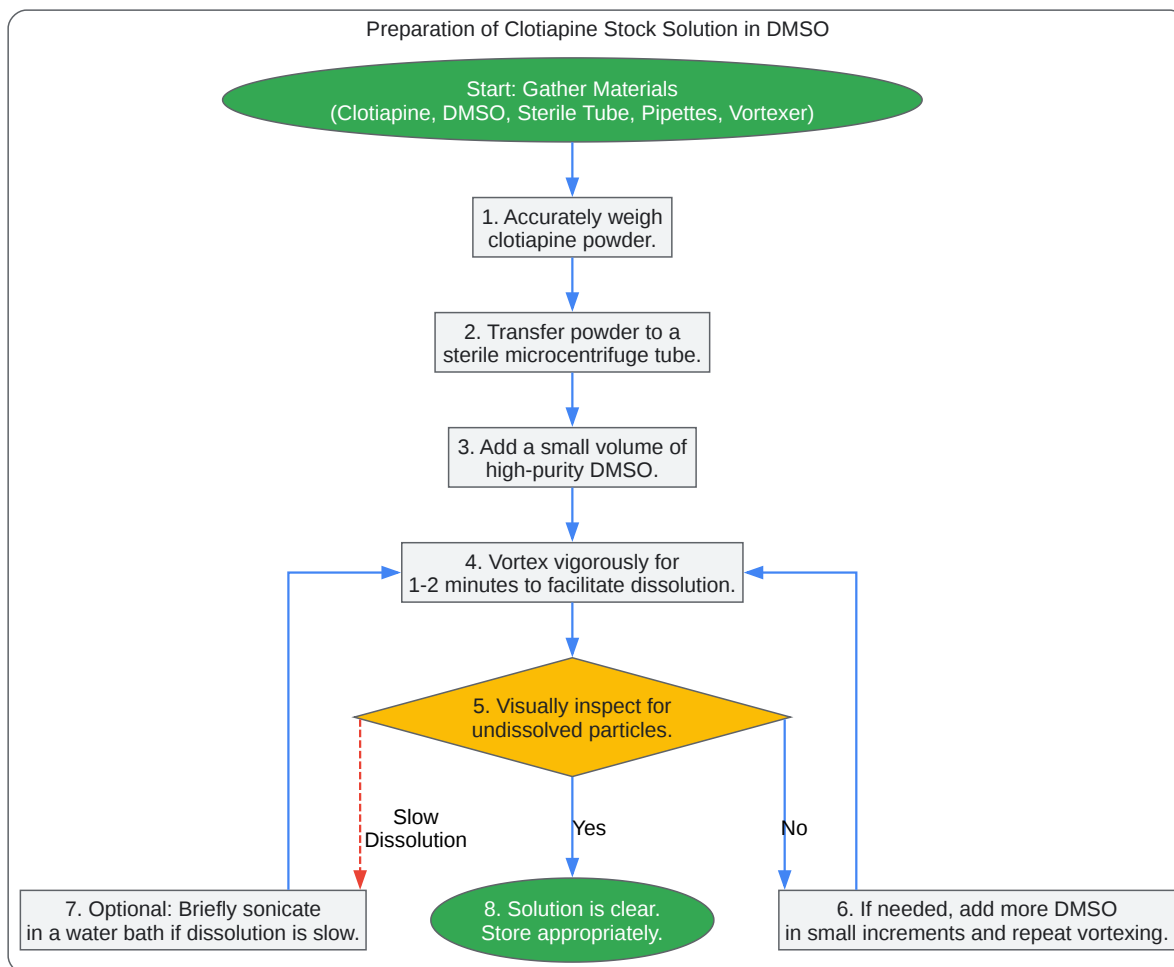 Preparation of Clotiapine Stock Solution in DMSO
Start: Gather Materials
(Clotiapine, DMSO, Sterile Tube, Pipettes, Vortexer)
1. Accurately weigh
clotiapine powder.
2. Transfer powder to a
sterile microcentrifuge tube.
3. Add a small volume of
high-purity DMSO.
4. Vortex vigorously for
1-2 minutes to facilitate dissolution.
5. Visually inspect for
undissolved particles.
Slow
Dissolution
Yes
No
7. Optional: Briefly sonicate
in a water bath if dissolution is slow.
8. Solution is clear.
Store appropriately.
6. If needed, add more DMSO
in small increments and repeat vortexing.